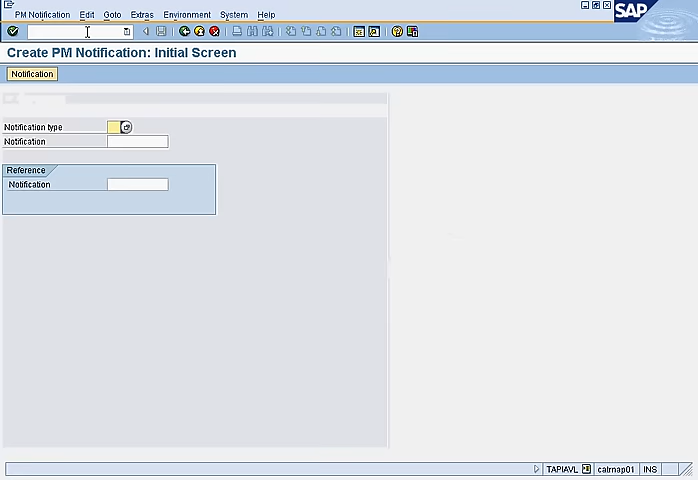 PM Notification Edit Goto Extras Environment System Help
SAP
Create PM Notification: Initial Screen
Notification
Notification type
Notification
Reference
Notification
TAPIAVL calrnap01 INS